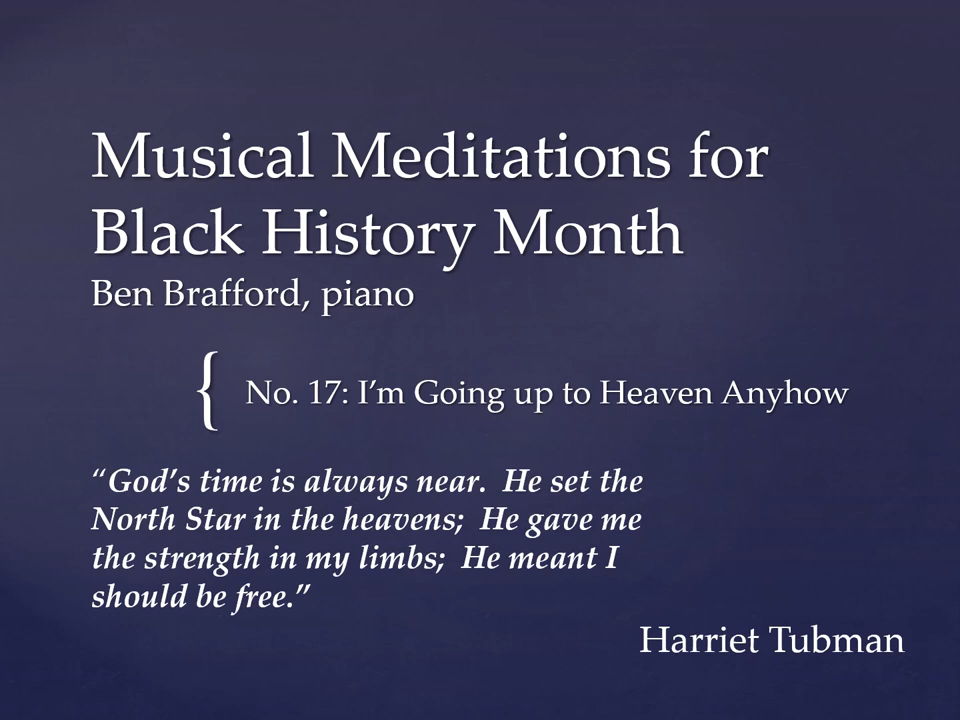 Musical Meditations for
Black History Month
Ben Brafford, piano
{ No. 17: I’m Going up to Heaven Anyhow
“God’s time is always near.  He set the
North Star in the heavens;  He gave me
the strength in my limbs;  He meant I
should be free.”
Harriet Tubman